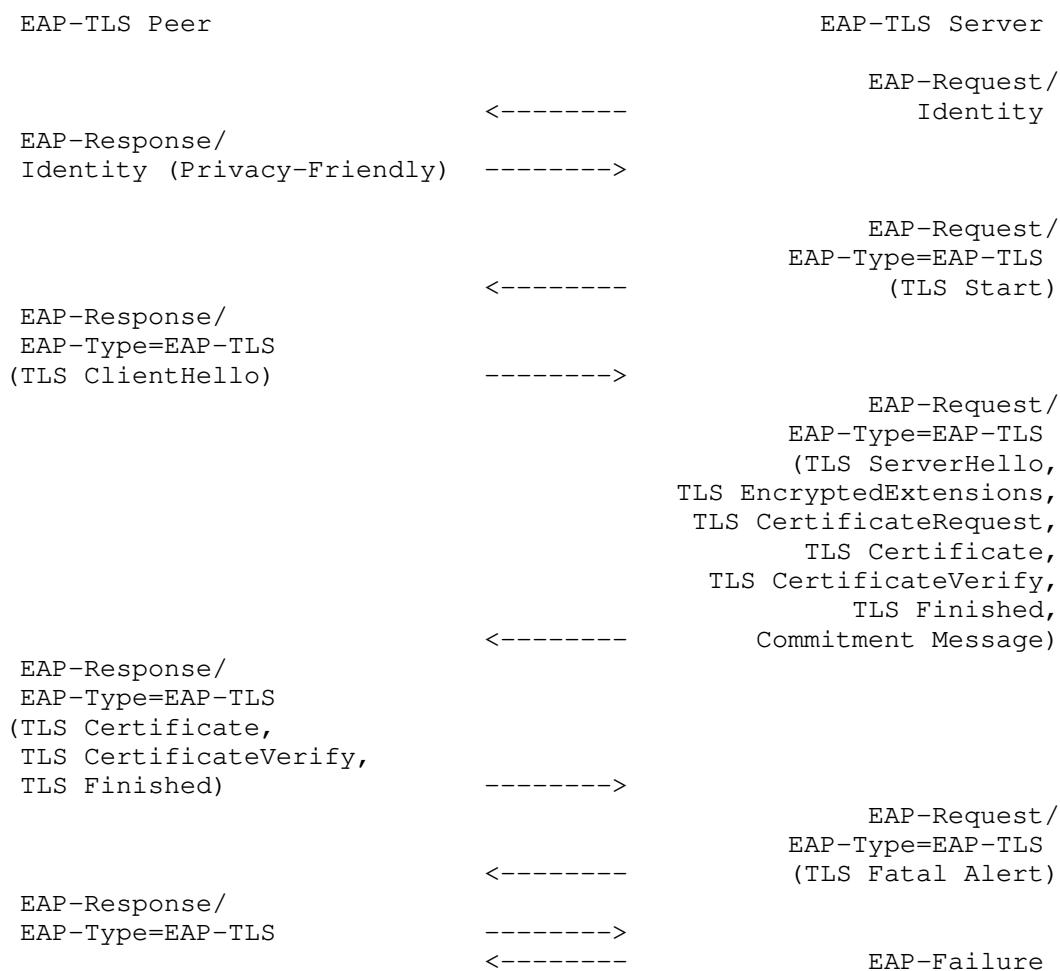 EAP-TLS Peer                                      EAP-TLS Server

                                                    EAP-Request/
                                 <--------              Identity
EAP-Response/
Identity (Privacy-Friendly)      -------->

                                                    EAP-Request/
                                                EAP-Type=EAP-TLS
                                 <--------           (TLS Start)
EAP-Response/
EAP-Type=EAP-TLS
(TLS ClientHello)                -------->
                                                    EAP-Request/
                                                EAP-Type=EAP-TLS
                                                (TLS ServerHello,
                                         TLS EncryptedExtensions,
                                          TLS CertificateRequest,
                                                 TLS Certificate,
                                           TLS CertificateVerify,
                                                    TLS Finished,
                                 <--------    Commitment Message)
EAP-Response/
EAP-Type=EAP-TLS
(TLS Certificate,
TLS CertificateVerify,
TLS Finished)                    -------->
                                                    EAP-Request/
                                                EAP-Type=EAP-TLS
                                 <--------     (TLS Fatal Alert)
EAP-Response/
EAP-Type=EAP-TLS                 -------->
                                 <--------           EAP-Failure